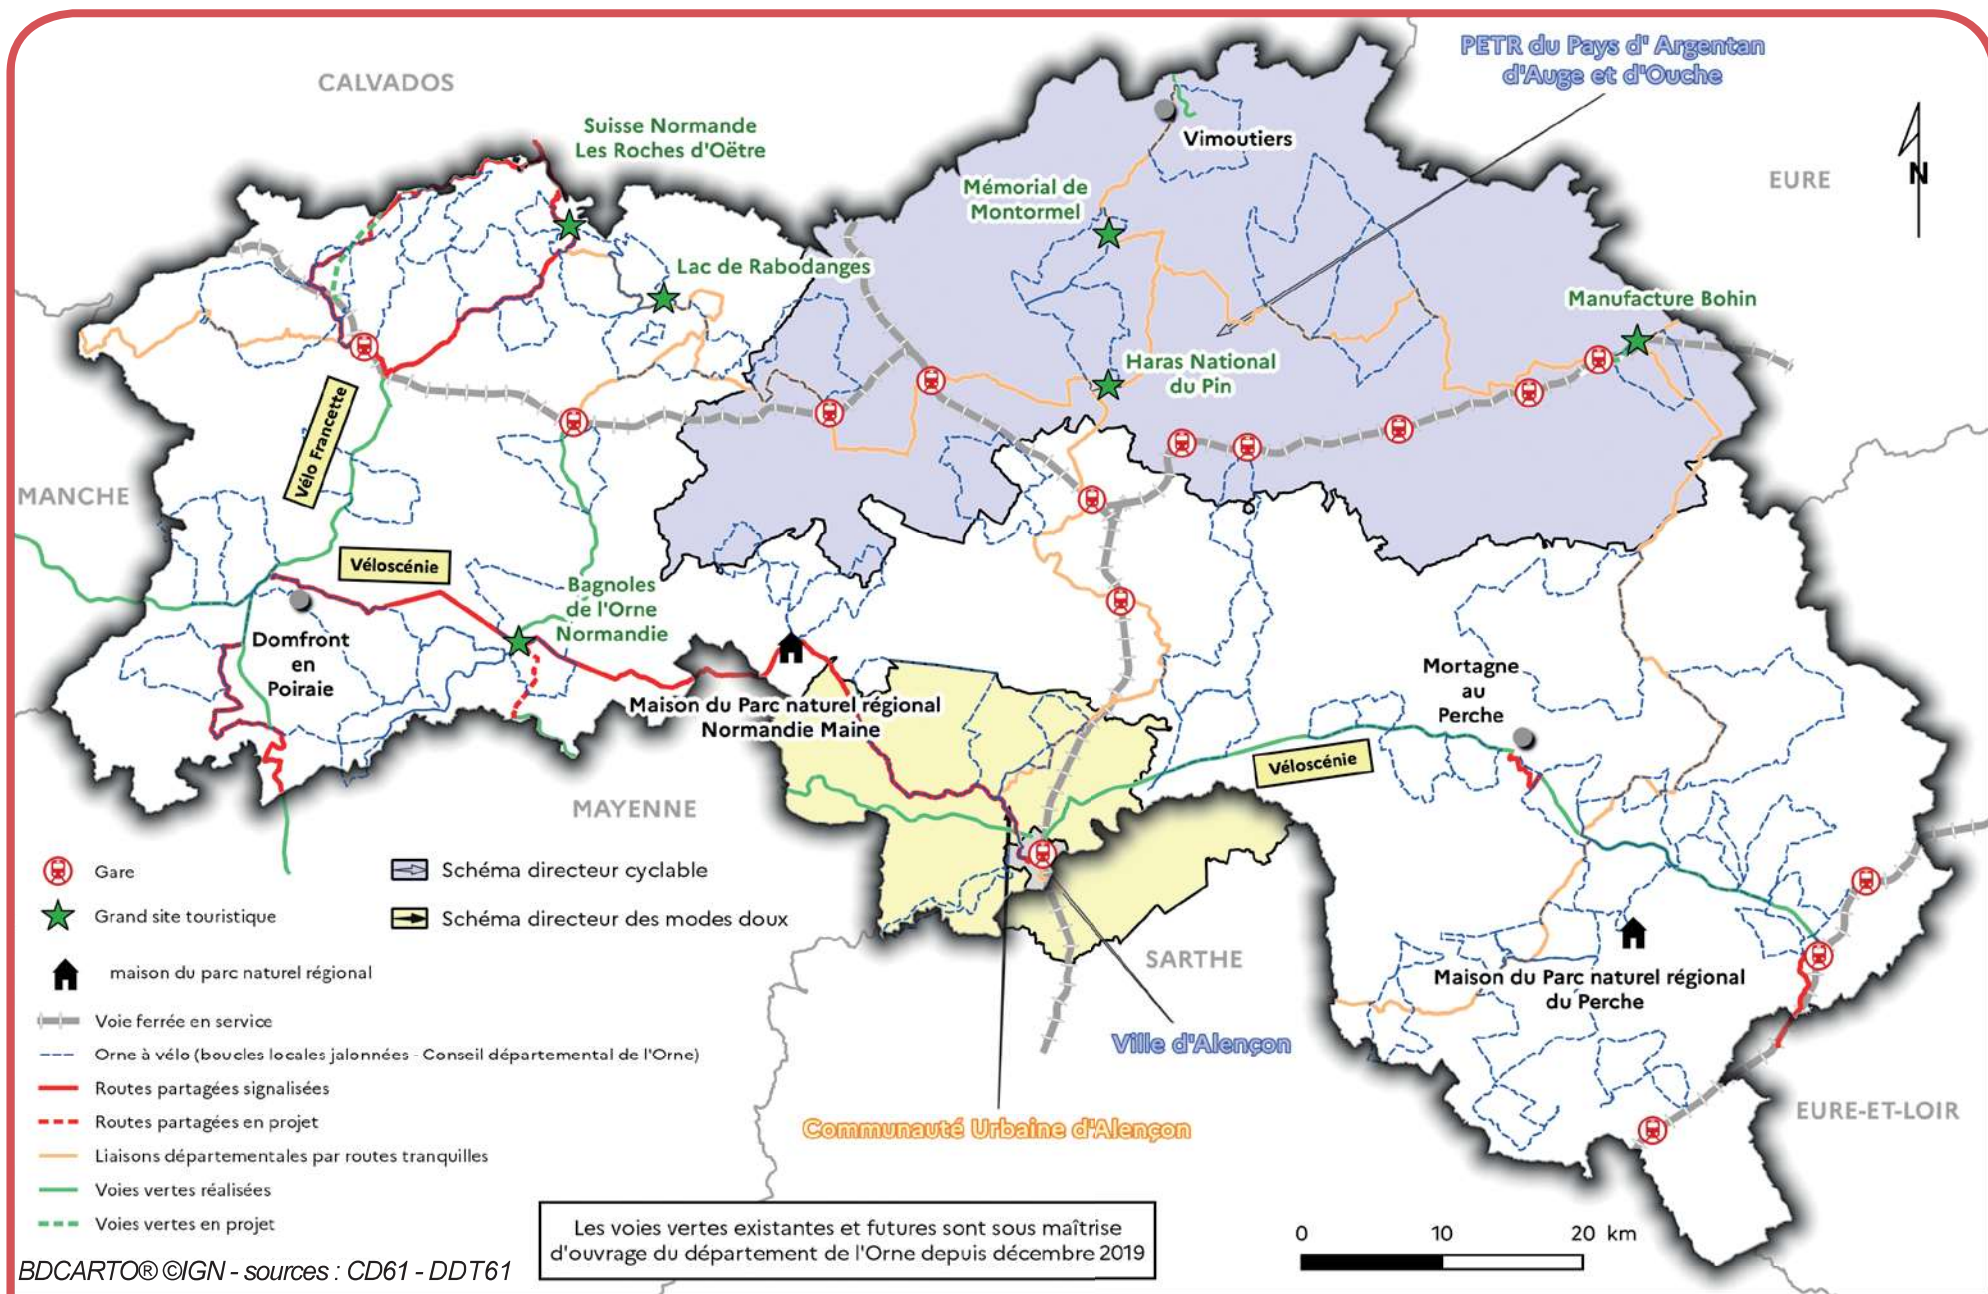 PETR du Pays d' Argentan
d'Auge et d'Ouche
CALVADOS
Suisse Normande
Les Roches d'Oëtre
Vimoutiers
EURE
N
Mémorial de
Montormel
Lac de Rabodanges
Manufacture Bohin
Haras National
du Pin
Vélo Francette
MANCHE
Véloscénie
Bagnoles
de l'Orne
Normandie
Domfront
en
Poiraie
Maison du Parc naturel régional
Normandie Maine
Mortagne
au
Perche
Véloscénie
MAYENNE
Gare
Grand site touristique
maison du parc naturel régional
Voie ferrée en service
Orne à vélo (boucles locales jalonnées - Conseil départemental de l'Orne)
Routes partagées signalisées
Routes partagées en projet
Liaisons départementales par routes tranquilles
Voies vertes réalisées
Voies vertes en projet
Schéma directeur cyclable
Schéma directeur des modes doux
SARTHE
Maison du Parc naturel régional
du Perche
Ville d'Alençon
Communauté Urbaine d'Alençon
EURE-ET-LOIR
Les voies vertes existantes et futures sont sous maîtrise
d'ouvrage du département de l'Orne depuis décembre 2019
0 10 20 km
BDCARTO® ©IGN - sources : CD61 - DDT61